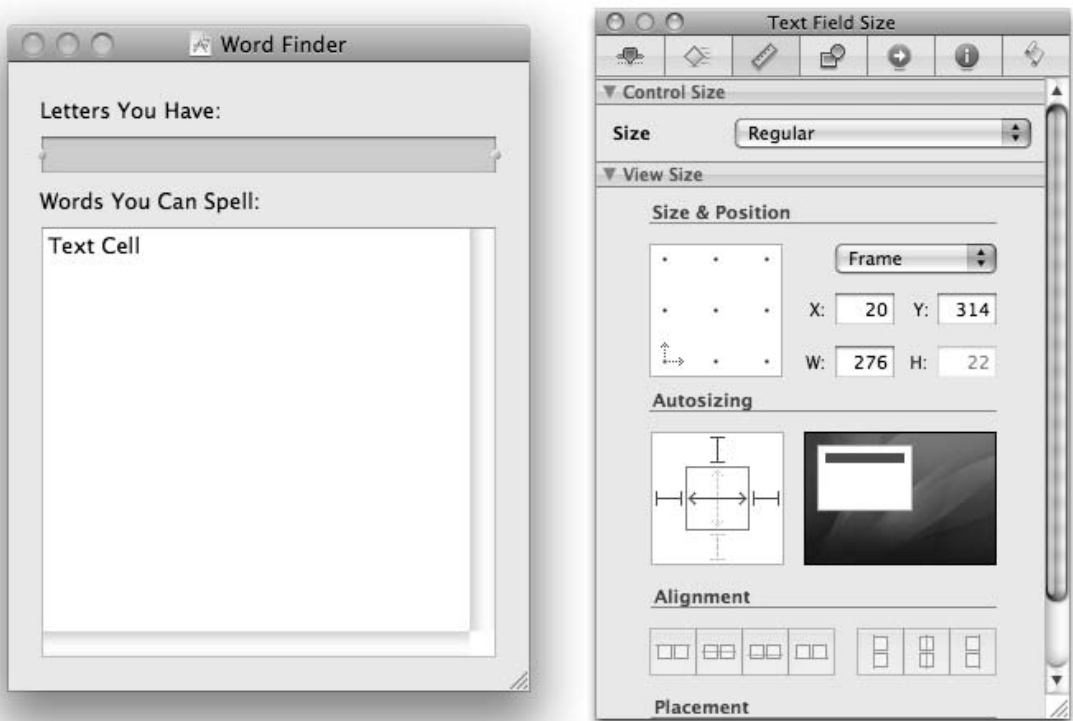 Word Finder
Letters You Have:
Words You Can Spell:
Text Cell
Text Field Size
Control Size
Size Regular
View Size
Size & Position
Frame
X: 20 Y: 314
W: 276 H: 22
Autosizing
Alignment
Placement